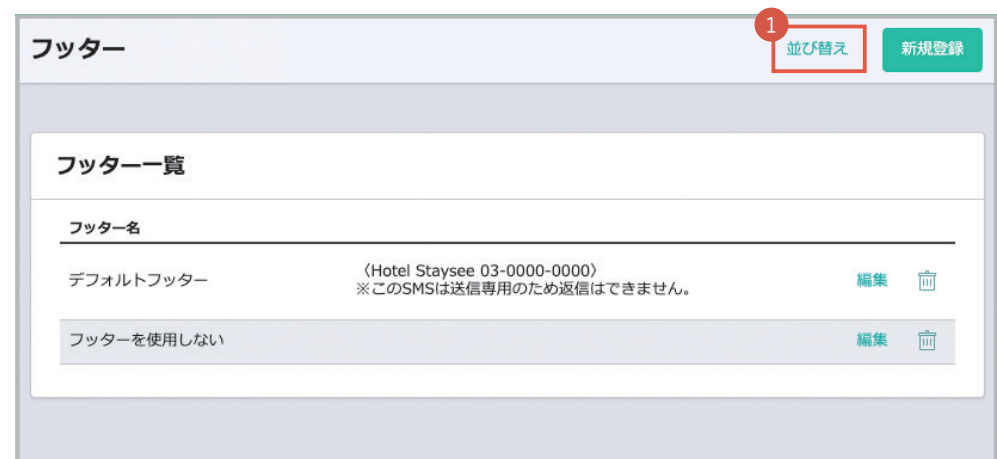 フッター
1
並び替え
新規登録
フッター一覧
フッター名
デフォルトフッター
〈Hotel Staysee 03-0000-0000〉
※このSMSは送信専用のため返信はできません。
編集
フッターを使用しない
編集